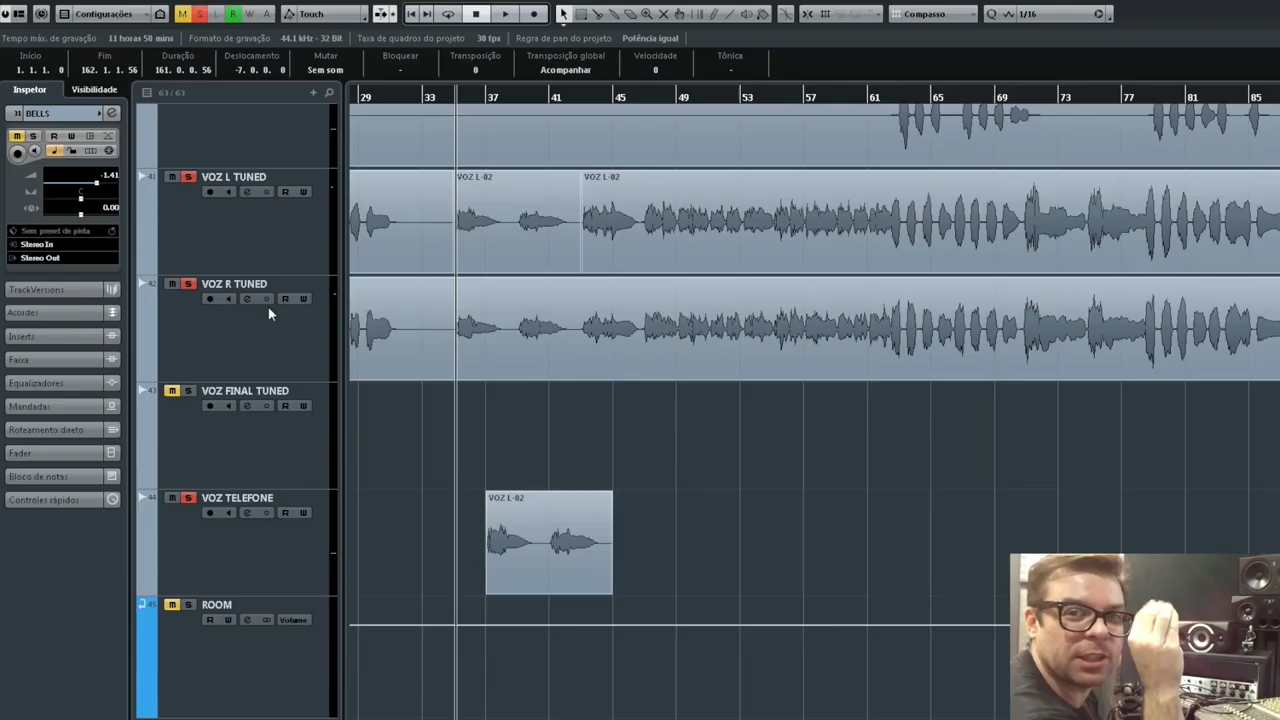 Configurações M S L R W A Touch Compasso 1/16
Tempo máx. de gravação 11 horas 50 mins Formato de gravação 44.1 kHz - 32 Bit Taxa de quadros do projeto 30 fps Regra de pan do projeto Potência igual
Início Fim Duração Deslocamento Mutar Bloquear Transposição Transposição global Velocidade Tônica
1. 1. 1. 0 162. 1. 1. 56 161. 0. 0. 56 -7. 0. 0. 0 Sem som - 0 Acompanhar 0 -
Inspetor Visibilidade 63/63
29 33 37 41 45 49 53 57 61 65 69 73 77 81 85
31 BELLS
m S R W
-1.41
C
0.00
Sem preset de pista
Stereo In
Stereo Out
TrackVersions
Acordes
Inserts
Faixa
Equalizadores
Mandadas
Roteamento direto
Fader
Bloco de notas
Controles rápidos
41 m S VOZ L TUNED
R W
VOZ L-02 VOZ L-02
42 m S VOZ R TUNED
R W
43 m S VOZ FINAL TUNED
R W
44 m S VOZ TELEFONE
R W
VOZ L-02
45 m ROOM
R W Volume